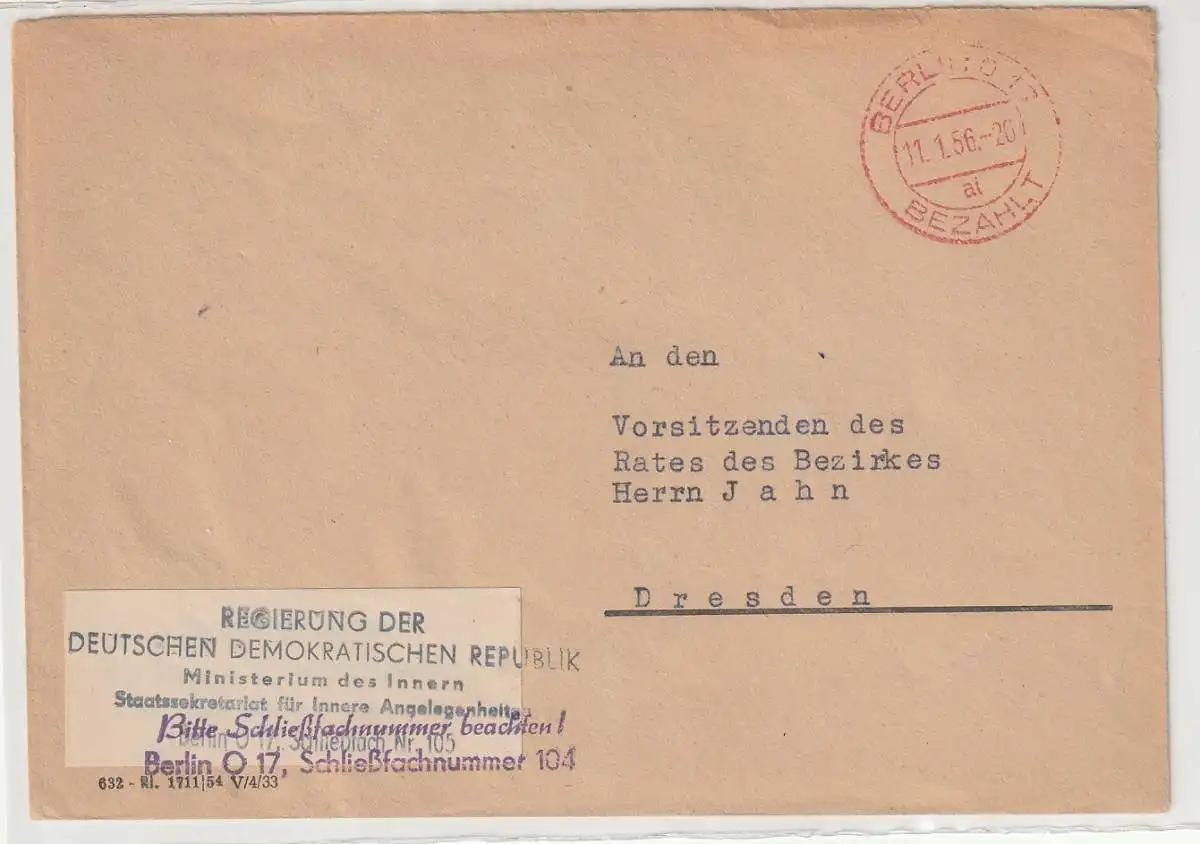 BERLIN O 17
11. 1.56.-20
ai
BEZAHLT
An den
Vorsitzenden des
Rates des Bezirkes
Herrn J a h n
D r e s d e n
REGIERUNG DER
DEUTSCHEN DEMOKRATISCHEN REPUBLIK
Ministerium des Innern
Staatssekretariat für Innere Angelegenheiten
Bitte Schließfachnummer beachten!
Berlin O 17, Schließfach Nr. 105
Berlin O 17, Schließfachnummer 104
632 - Rl. 1711|54 V/4/33